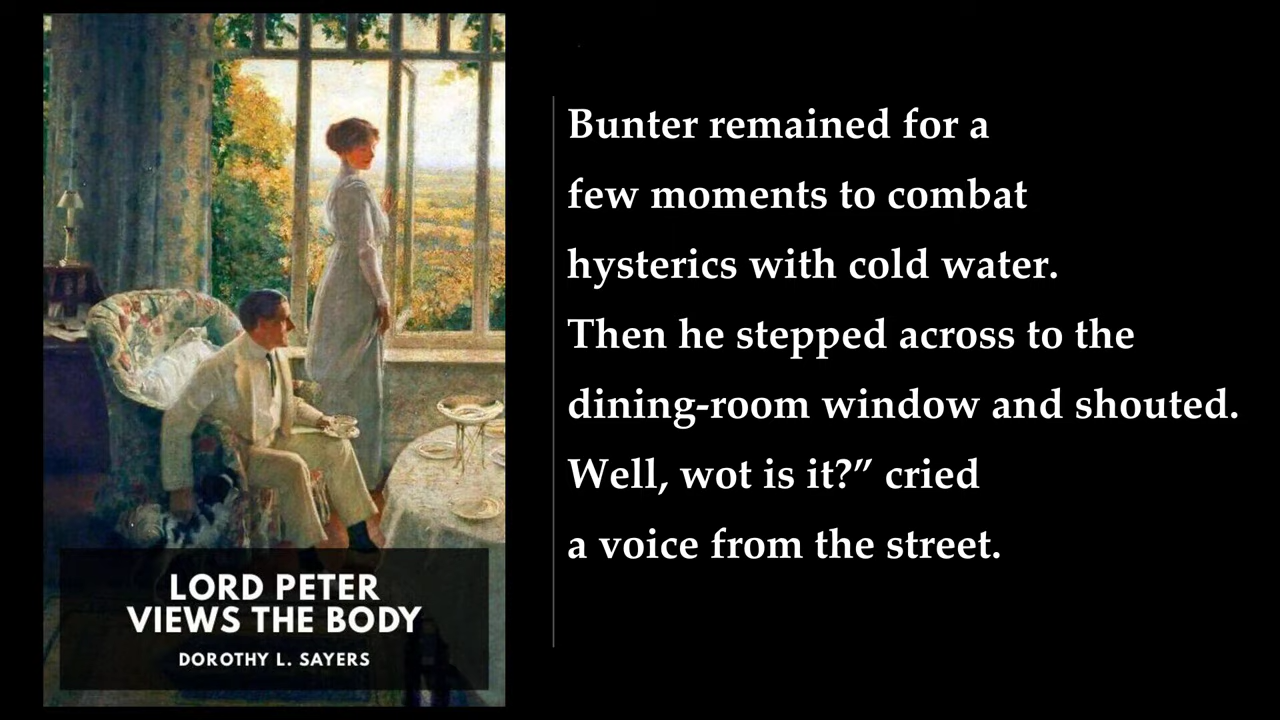 LORD PETER
VIEWS THE BODY
DOROTHY L. SAYERS
Bunter remained for a
few moments to combat
hysterics with cold water.
Then he stepped across to the
dining-room window and shouted.
Well, wot is it?” cried
a voice from the street.